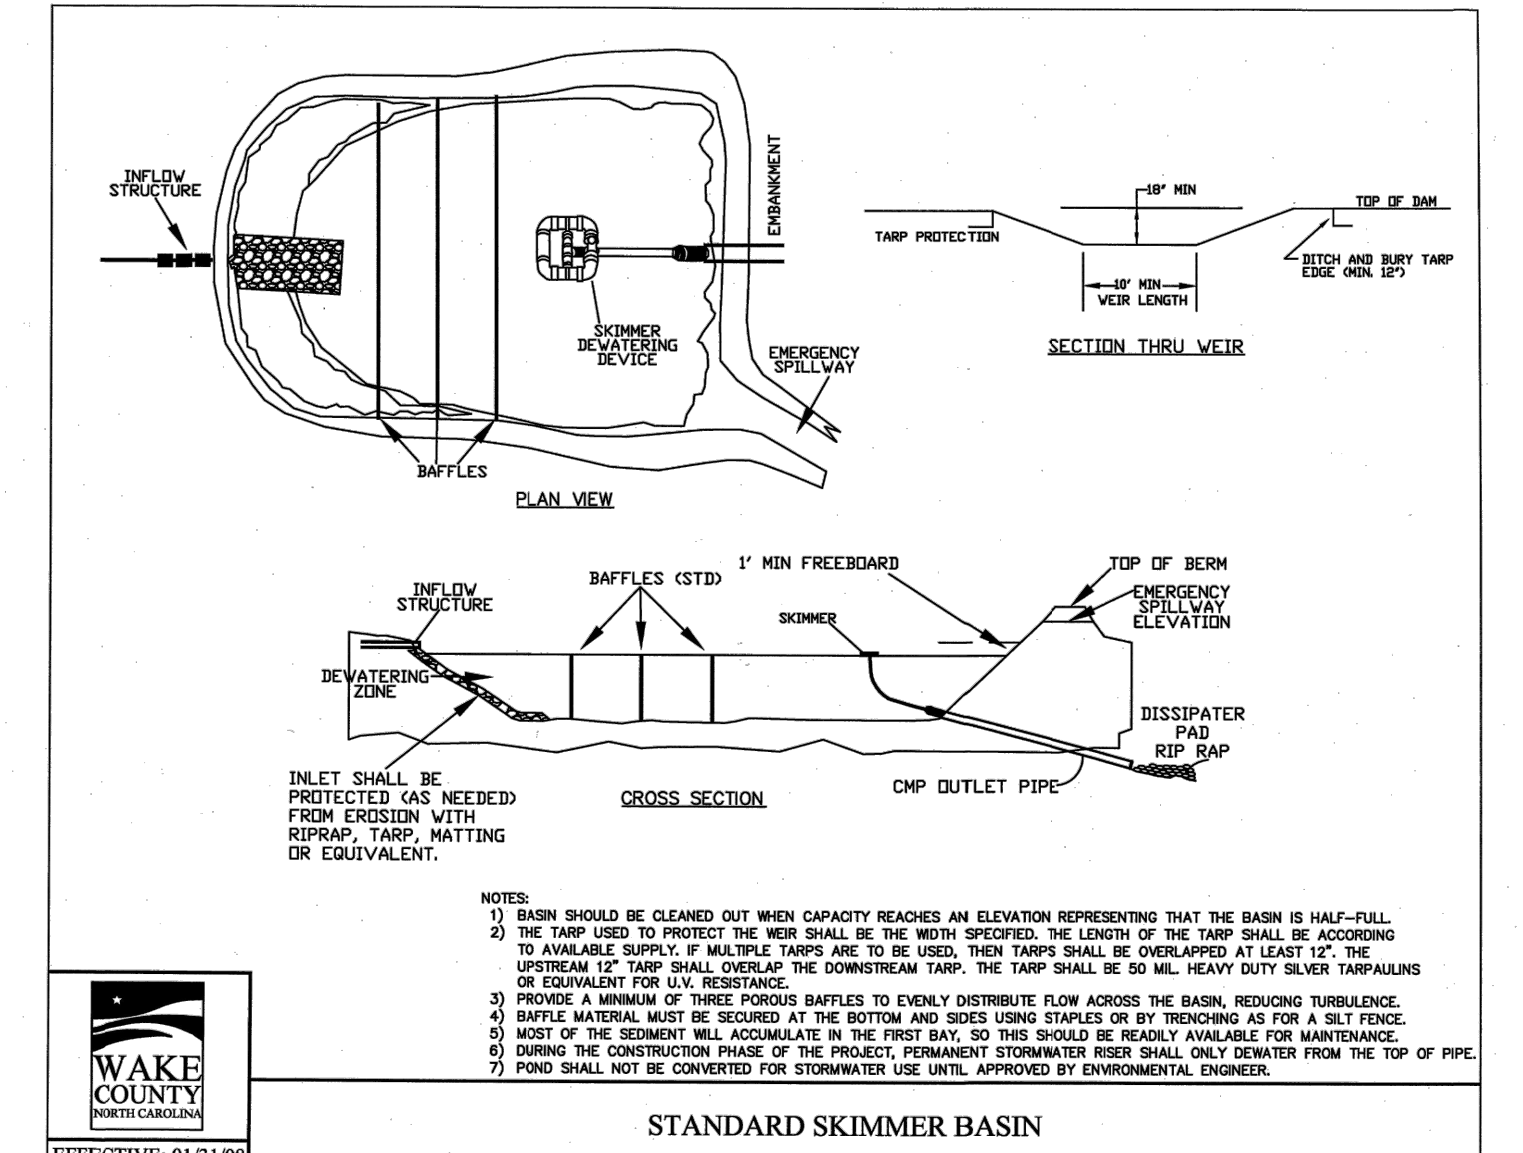 INFLOW
STRUCTURE
EMBANKMENT
SKIMMER
DEWATERING
DEVICE
EMERGENCY
SPILLWAY
BAFFLES
PLAN VIEW
18" MIN
TOP OF DAM
TARP PROTECTION
DITCH AND BURY TARP
EDGE (MIN. 12")
10' MIN
WEIR LENGTH
SECTION THRU WEIR
INFLOW
STRUCTURE
BAFFLES (STD)
1' MIN FREEBOARD
TOP OF BERM
EMERGENCY
SPILLWAY
ELEVATION
SKIMMER
DEWATERING
ZONE
DISSIPATER
PAD
RIP RAP
INLET SHALL BE
PROTECTED (AS NEEDED)
FROM EROSION WITH
RIPRAP, TARP, MATTING
OR EQUIVALENT.
CMP OUTLET PIPE
CROSS SECTION
NOTES:
1) BASIN SHOULD BE CLEANED OUT WHEN CAPACITY REACHES AN ELEVATION REPRESENTING THAT THE BASIN IS HALF-FULL.
2) THE TARP USED TO PROTECT THE WEIR SHALL BE THE WIDTH SPECIFIED. THE LENGTH OF THE TARP SHALL BE ACCORDING
TO AVAILABLE SUPPLY. IF MULTIPLE TARPS ARE TO BE USED, THEN TARPS SHALL BE OVERLAPPED AT LEAST 12". THE
UPSTREAM 12" TARP SHALL OVERLAP THE DOWNSTREAM TARP. THE TARP SHALL BE 50 MIL. HEAVY DUTY SILVER TARPAULINS
OR EQUIVALENT FOR U.V. RESISTANCE.
3) PROVIDE A MINIMUM OF THREE POROUS BAFFLES TO EVENLY DISTRIBUTE FLOW ACROSS THE BASIN, REDUCING TURBULENCE.
4) BAFFLE MATERIAL MUST BE SECURED AT THE BOTTOM AND SIDES USING STAPLES OR BY TRENCHING AS FOR A SILT FENCE.
5) MOST OF THE SEDIMENT WILL ACCUMULATE IN THE FIRST BAY, SO THIS SHOULD BE READILY AVAILABLE FOR MAINTENANCE.
6) DURING THE CONSTRUCTION PHASE OF THE PROJECT, PERMANENT STORMWATER RISER SHALL ONLY DEWATER FROM THE TOP OF PIPE.
7) POND SHALL NOT BE CONVERTED FOR STORMWATER USE UNTIL APPROVED BY ENVIRONMENTAL ENGINEER.
WAKE
COUNTY
NORTH CAROLINA
STANDARD SKIMMER BASIN
EFFECTIVE: 01/31/08